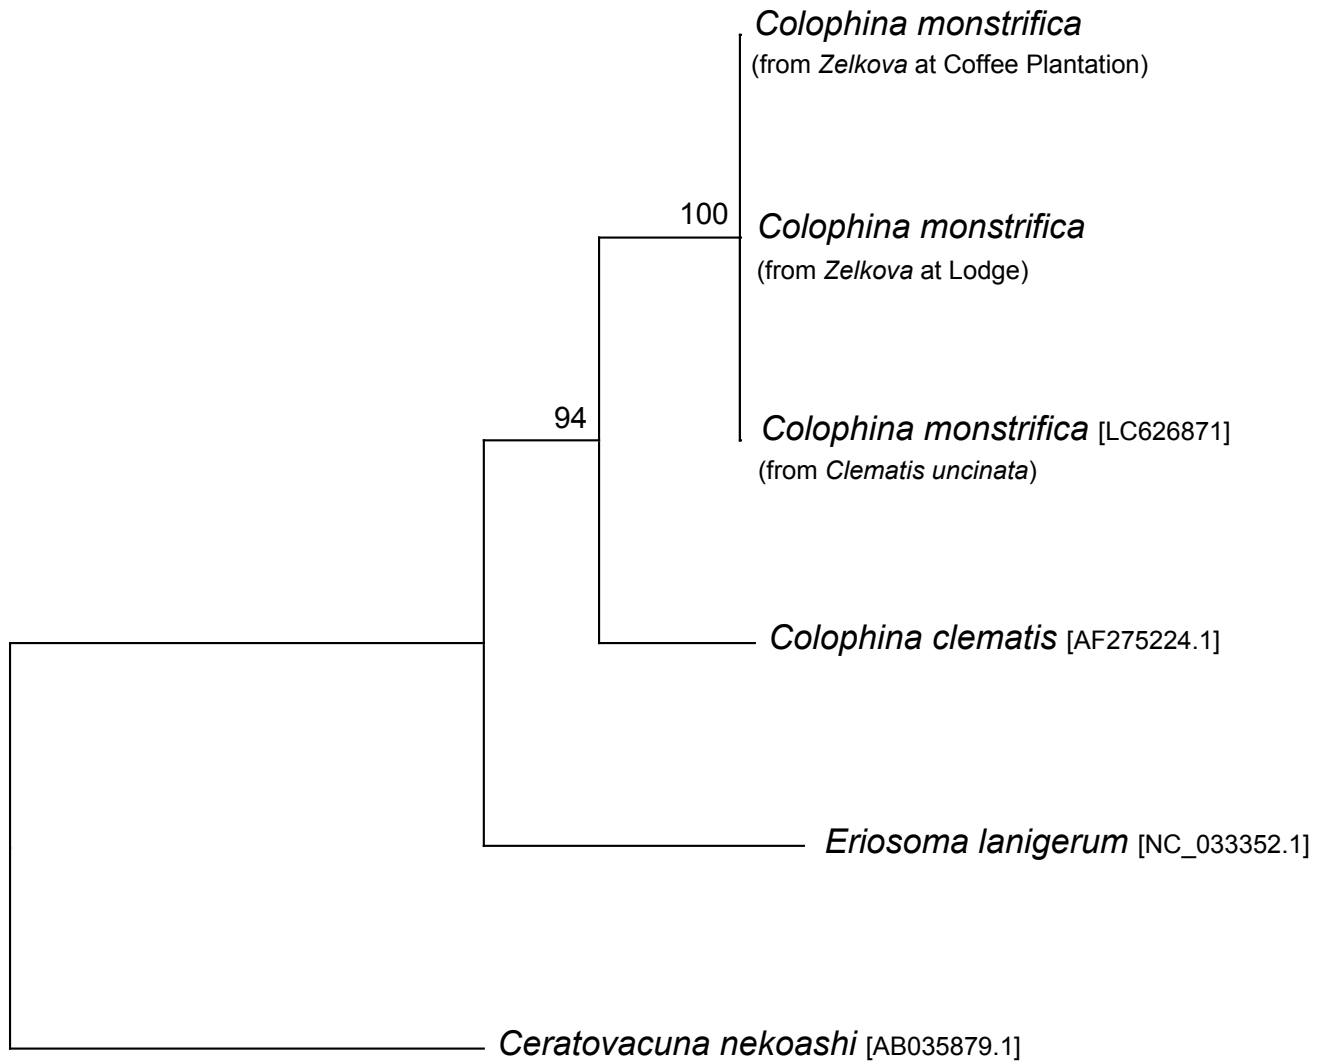 Colophina monstrifica
(from Zelkova at Coffee Plantation)
100
Colophina monstrifica
(from Zelkova at Lodge)
94
Colophina monstrifica [LC626871]
(from Clematis uncinata)
Colophina clematis [AF275224.1]
Eriosoma lanigerum [NC_033352.1]
Ceratovacuna nekoashi [AB035879.1]